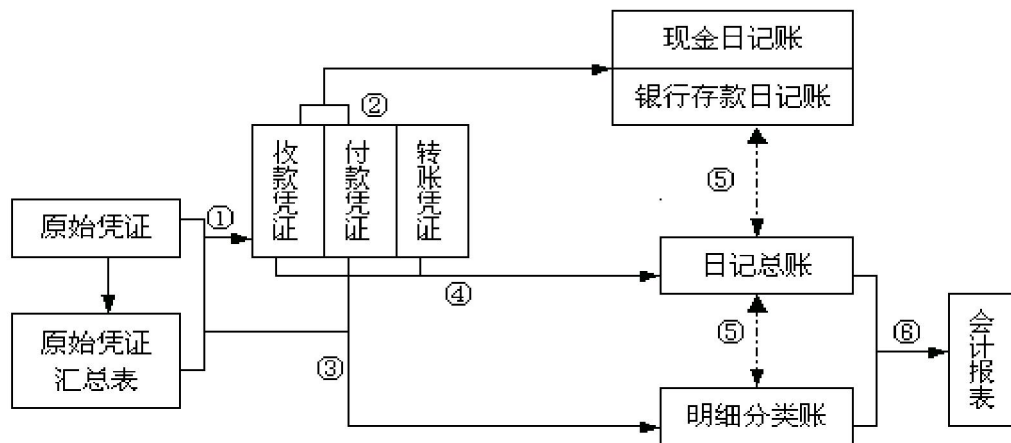 现金日记账
银行存款日记账
②
收款凭证
付款凭证
转账凭证
⑤
原始凭证
①
日记总账
④
原始凭证
汇总表
③
⑤
⑥
会计报表
明细分类账